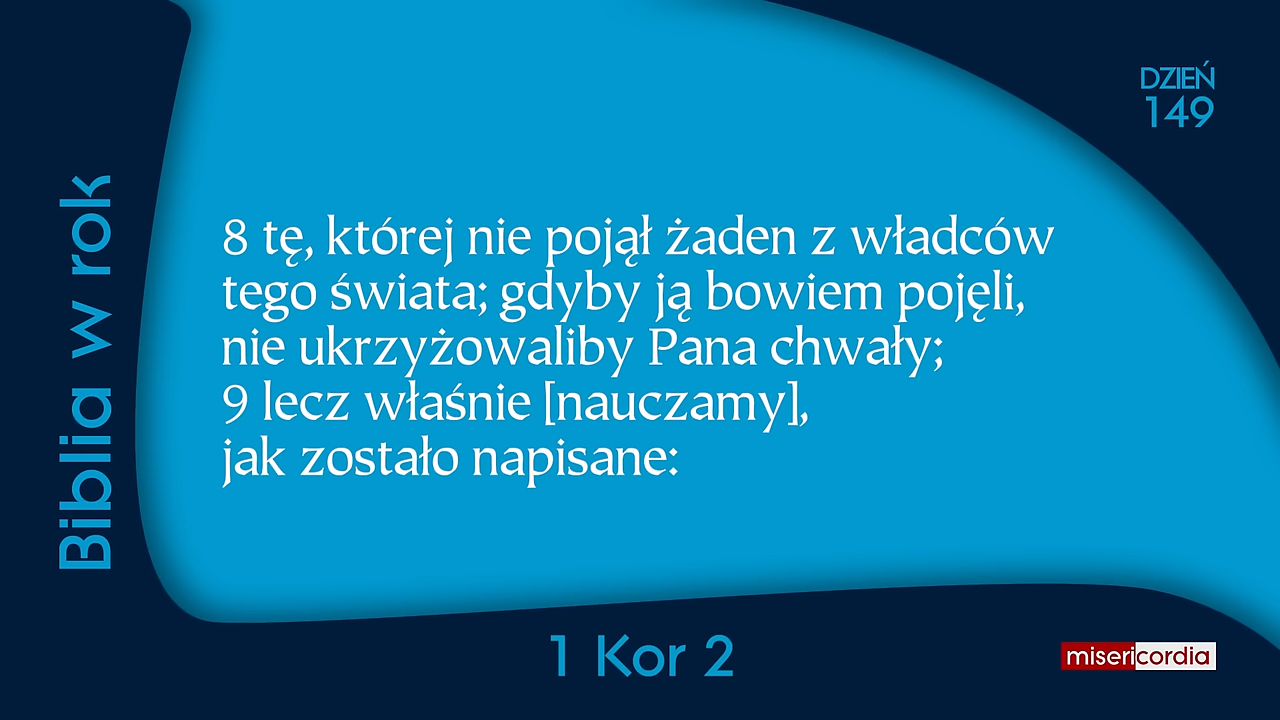 DZIEŃ
149
Biblia w rok
8 tę, której nie pojął żaden z władców
tego świata; gdyby ją bowiem pojęli,
nie ukrzyżowaliby Pana chwały;
9 lecz właśnie [nauczamy],
jak zostało napisane:
1 Kor 2
misericordia